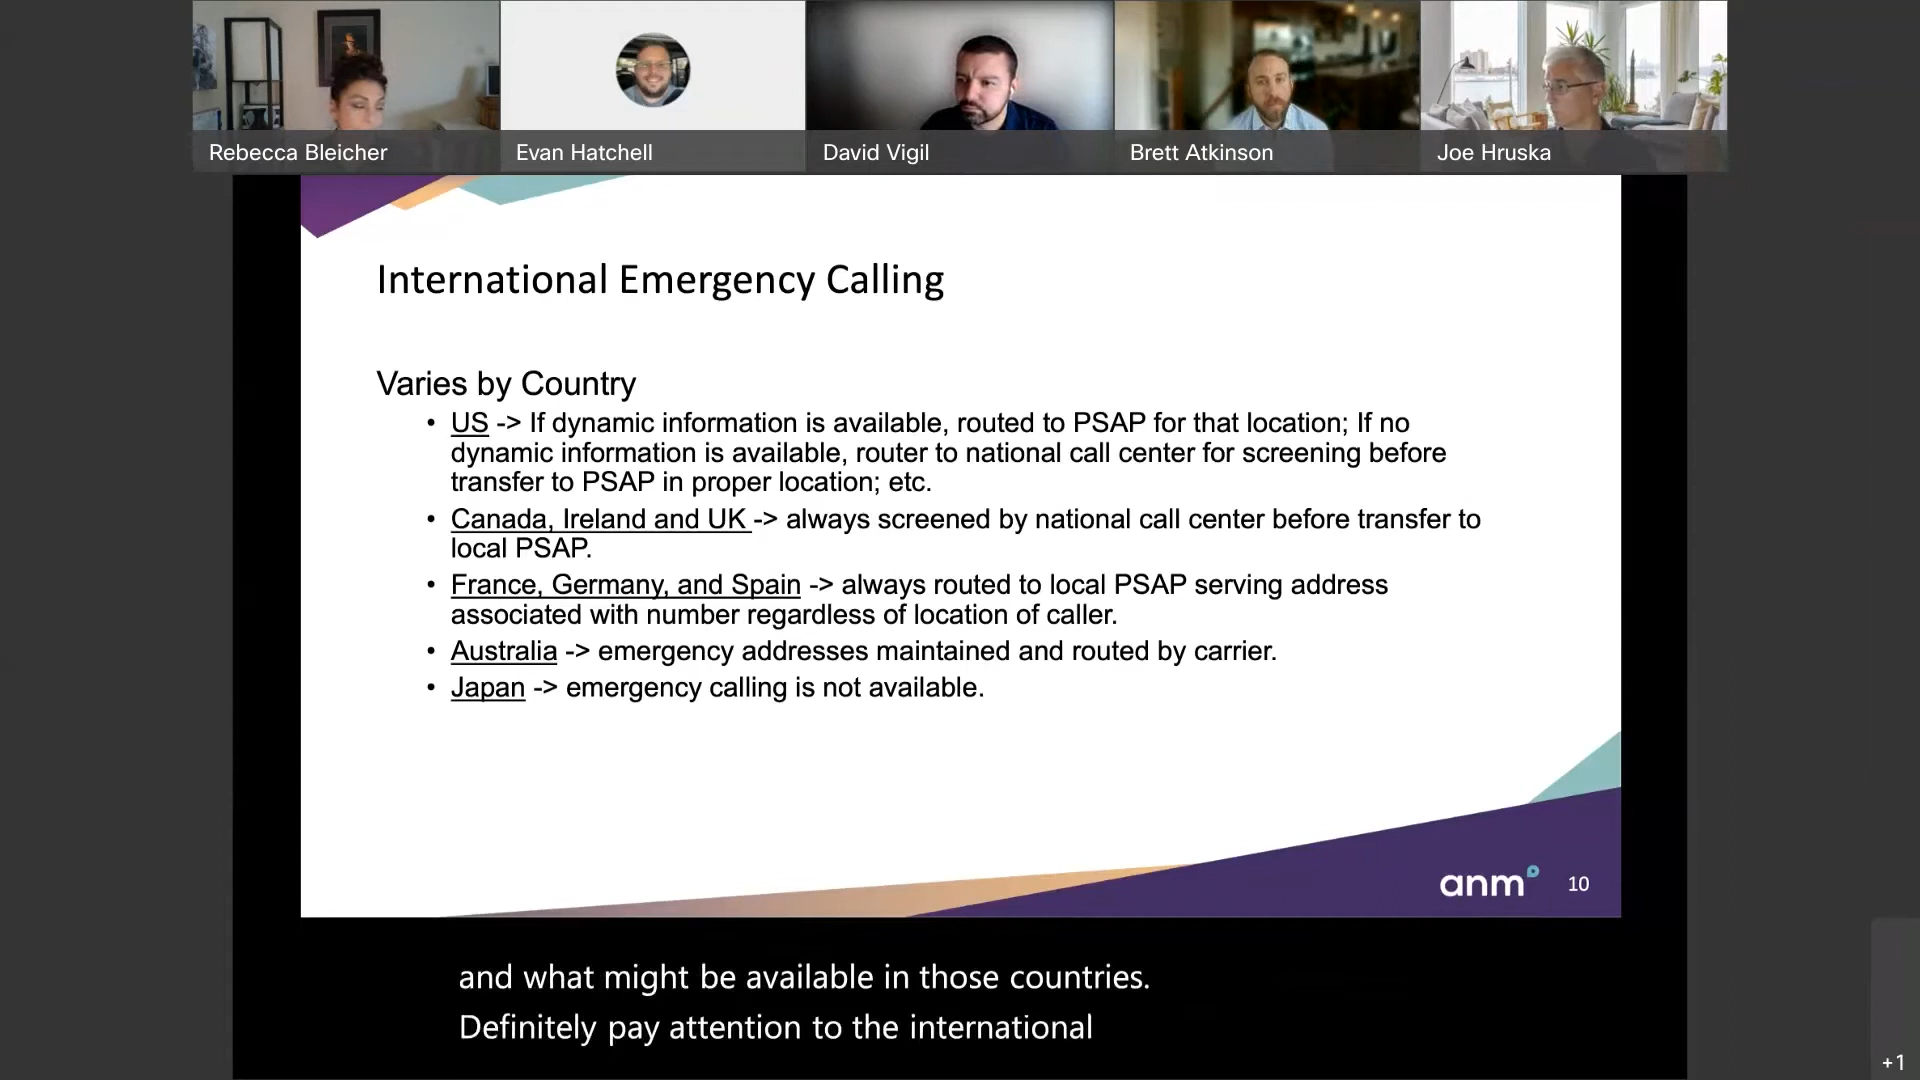 Rebecca Bleicher
Evan Hatchell
David Vigil
Brett Atkinson
Joe Hruska
International Emergency Calling
Varies by Country
• US -> If dynamic information is available, routed to PSAP for that location; If no
dynamic information is available, router to national call center for screening before
transfer to PSAP in proper location; etc.
• Canada, Ireland and UK -> always screened by national call center before transfer to
local PSAP.
• France, Germany, and Spain -> always routed to local PSAP serving address
associated with number regardless of location of caller.
• Australia -> emergency addresses maintained and routed by carrier.
• Japan -> emergency calling is not available.
anm
10
and what might be available in those countries.
Definitely pay attention to the international
+1